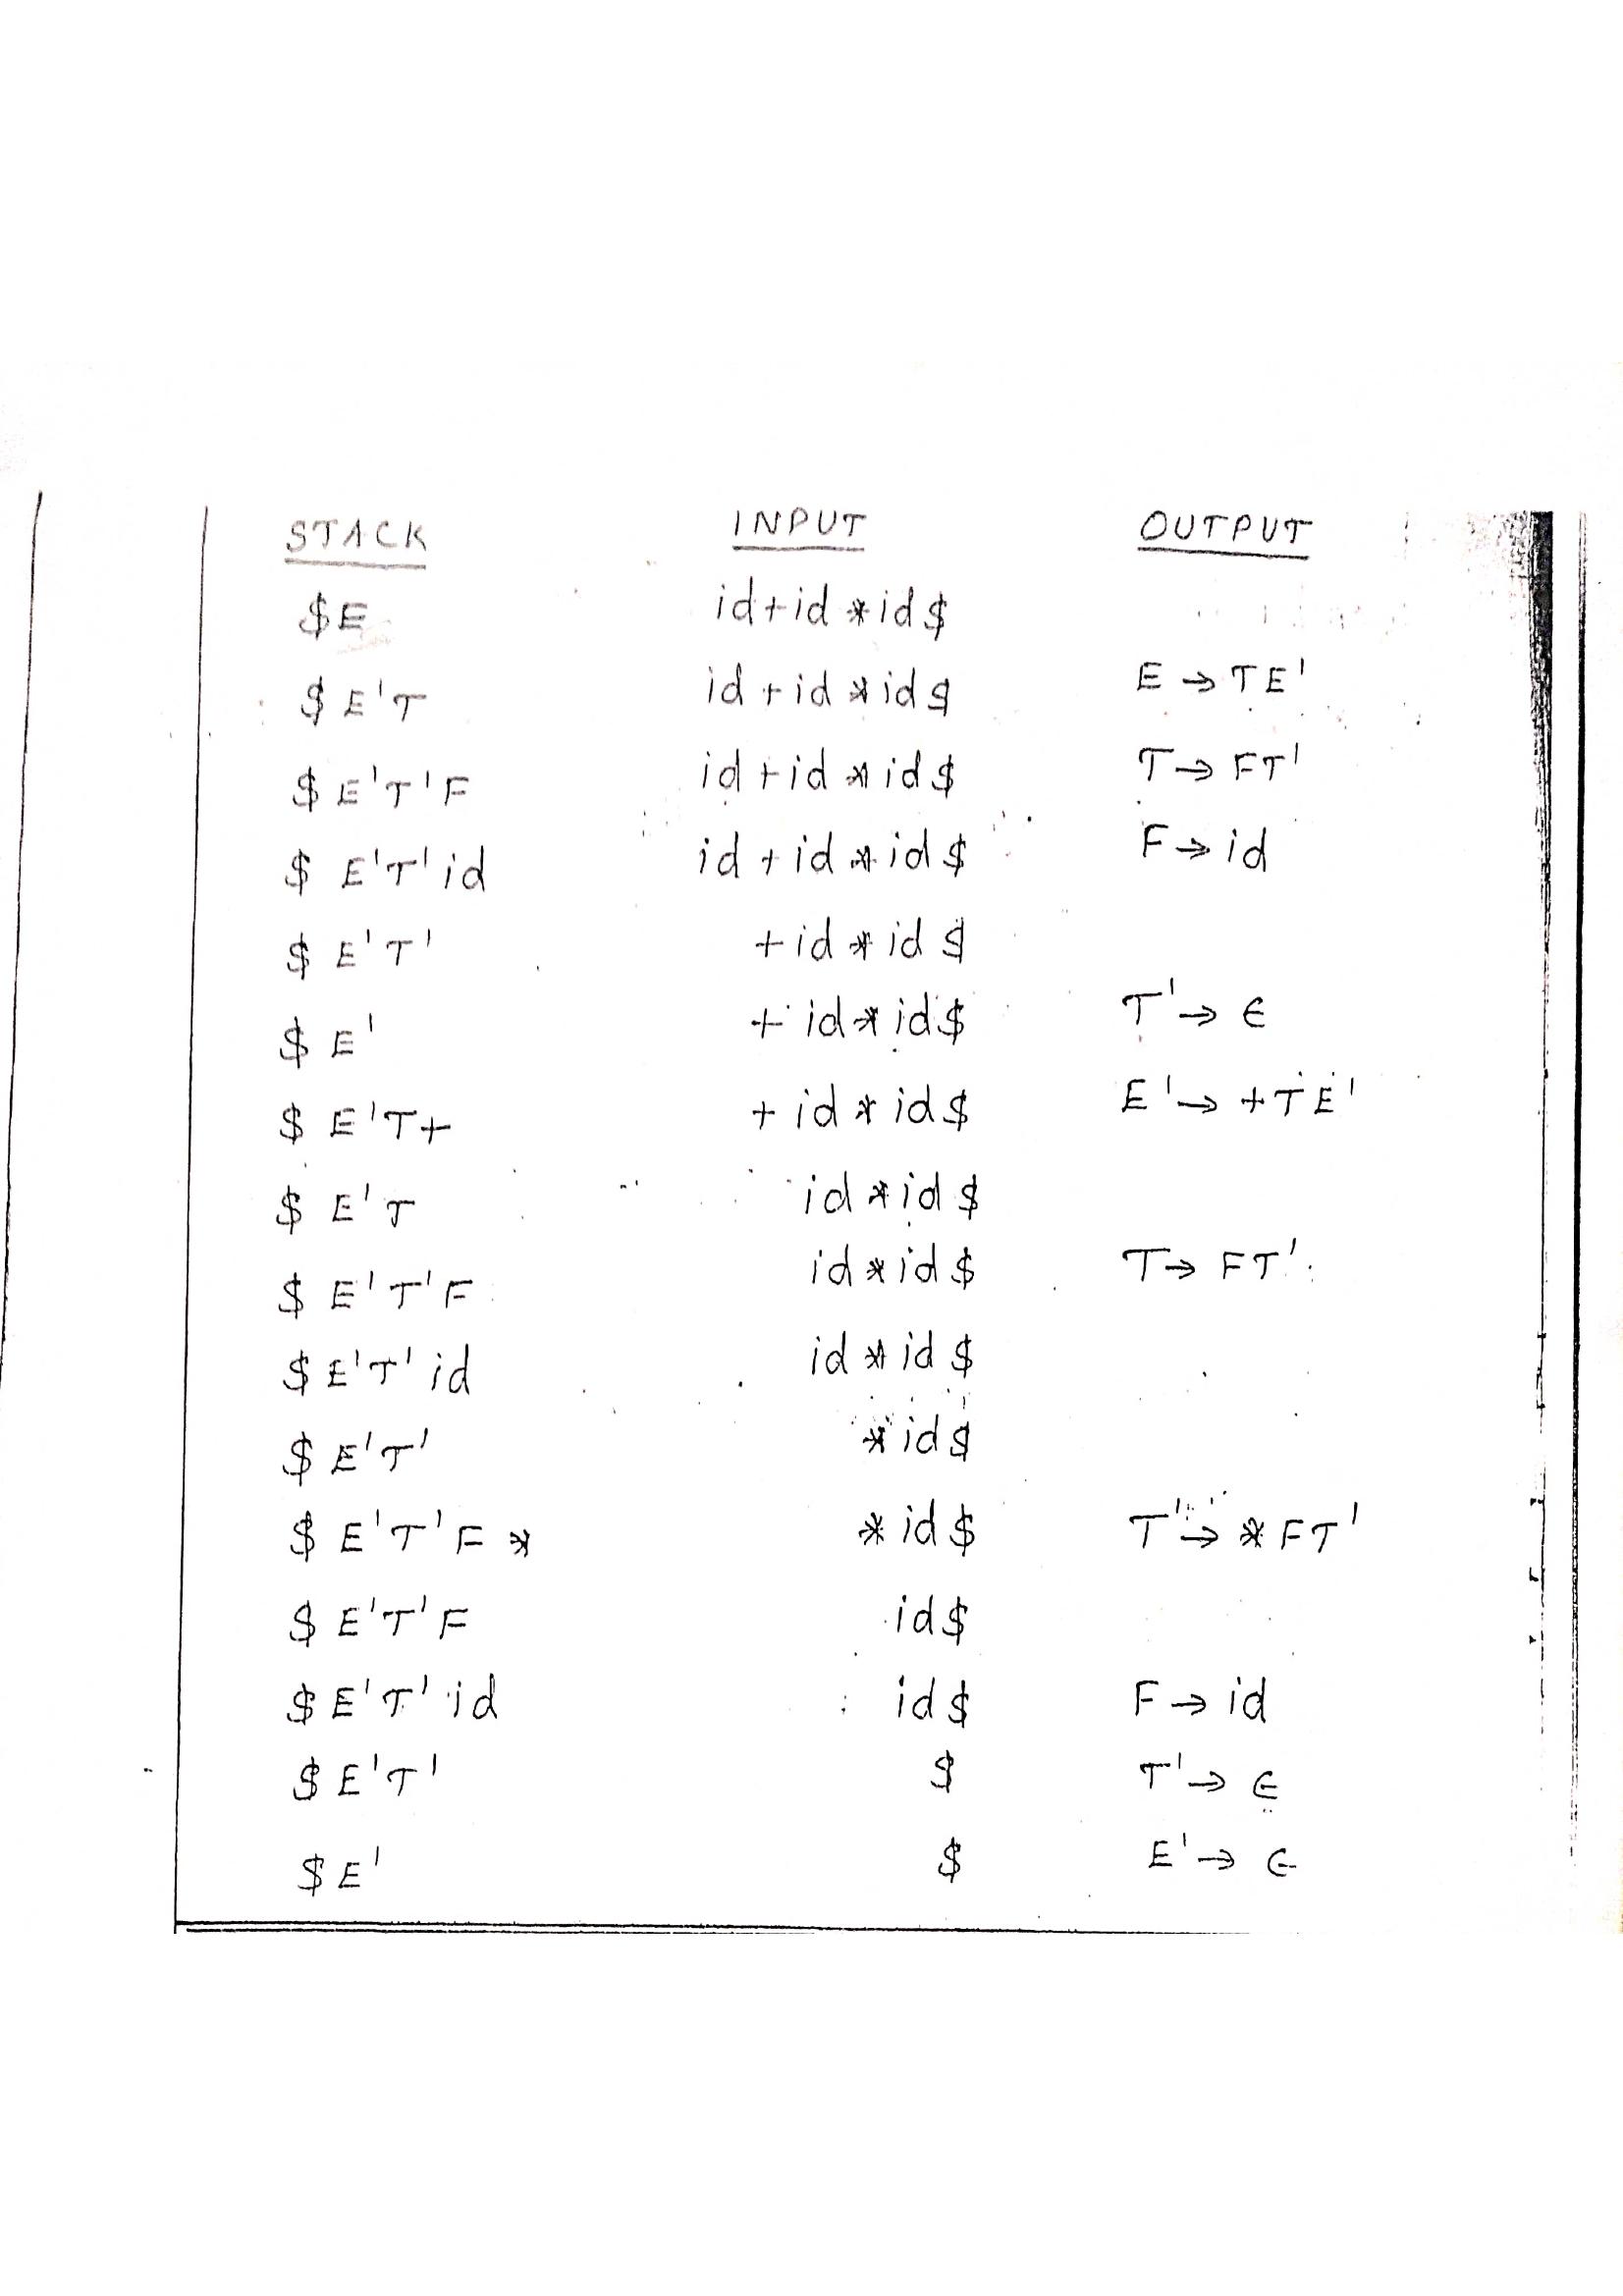 STACK INPUT OUTPUT
$E id+id*id$
$E'T id+id*id$ E→TE'
$E'T'F id+id*id$ T→FT'
$E'T'id id+id*id$ F→id
$E'T' +id*id$
$E' +id*id$ T'→ϵ
$E'T+ +id*id$ E'→+TE'
$E'T id*id$
$E'T'F id*id$ T→FT'
$E'T'id id*id$
$E'T' *id$
$E'T'F* *id$ T'→*FT'
$E'T'F id$
$E'T'id id$ F→id
$E'T' $ T'→ϵ
$E' $ E'→ϵ